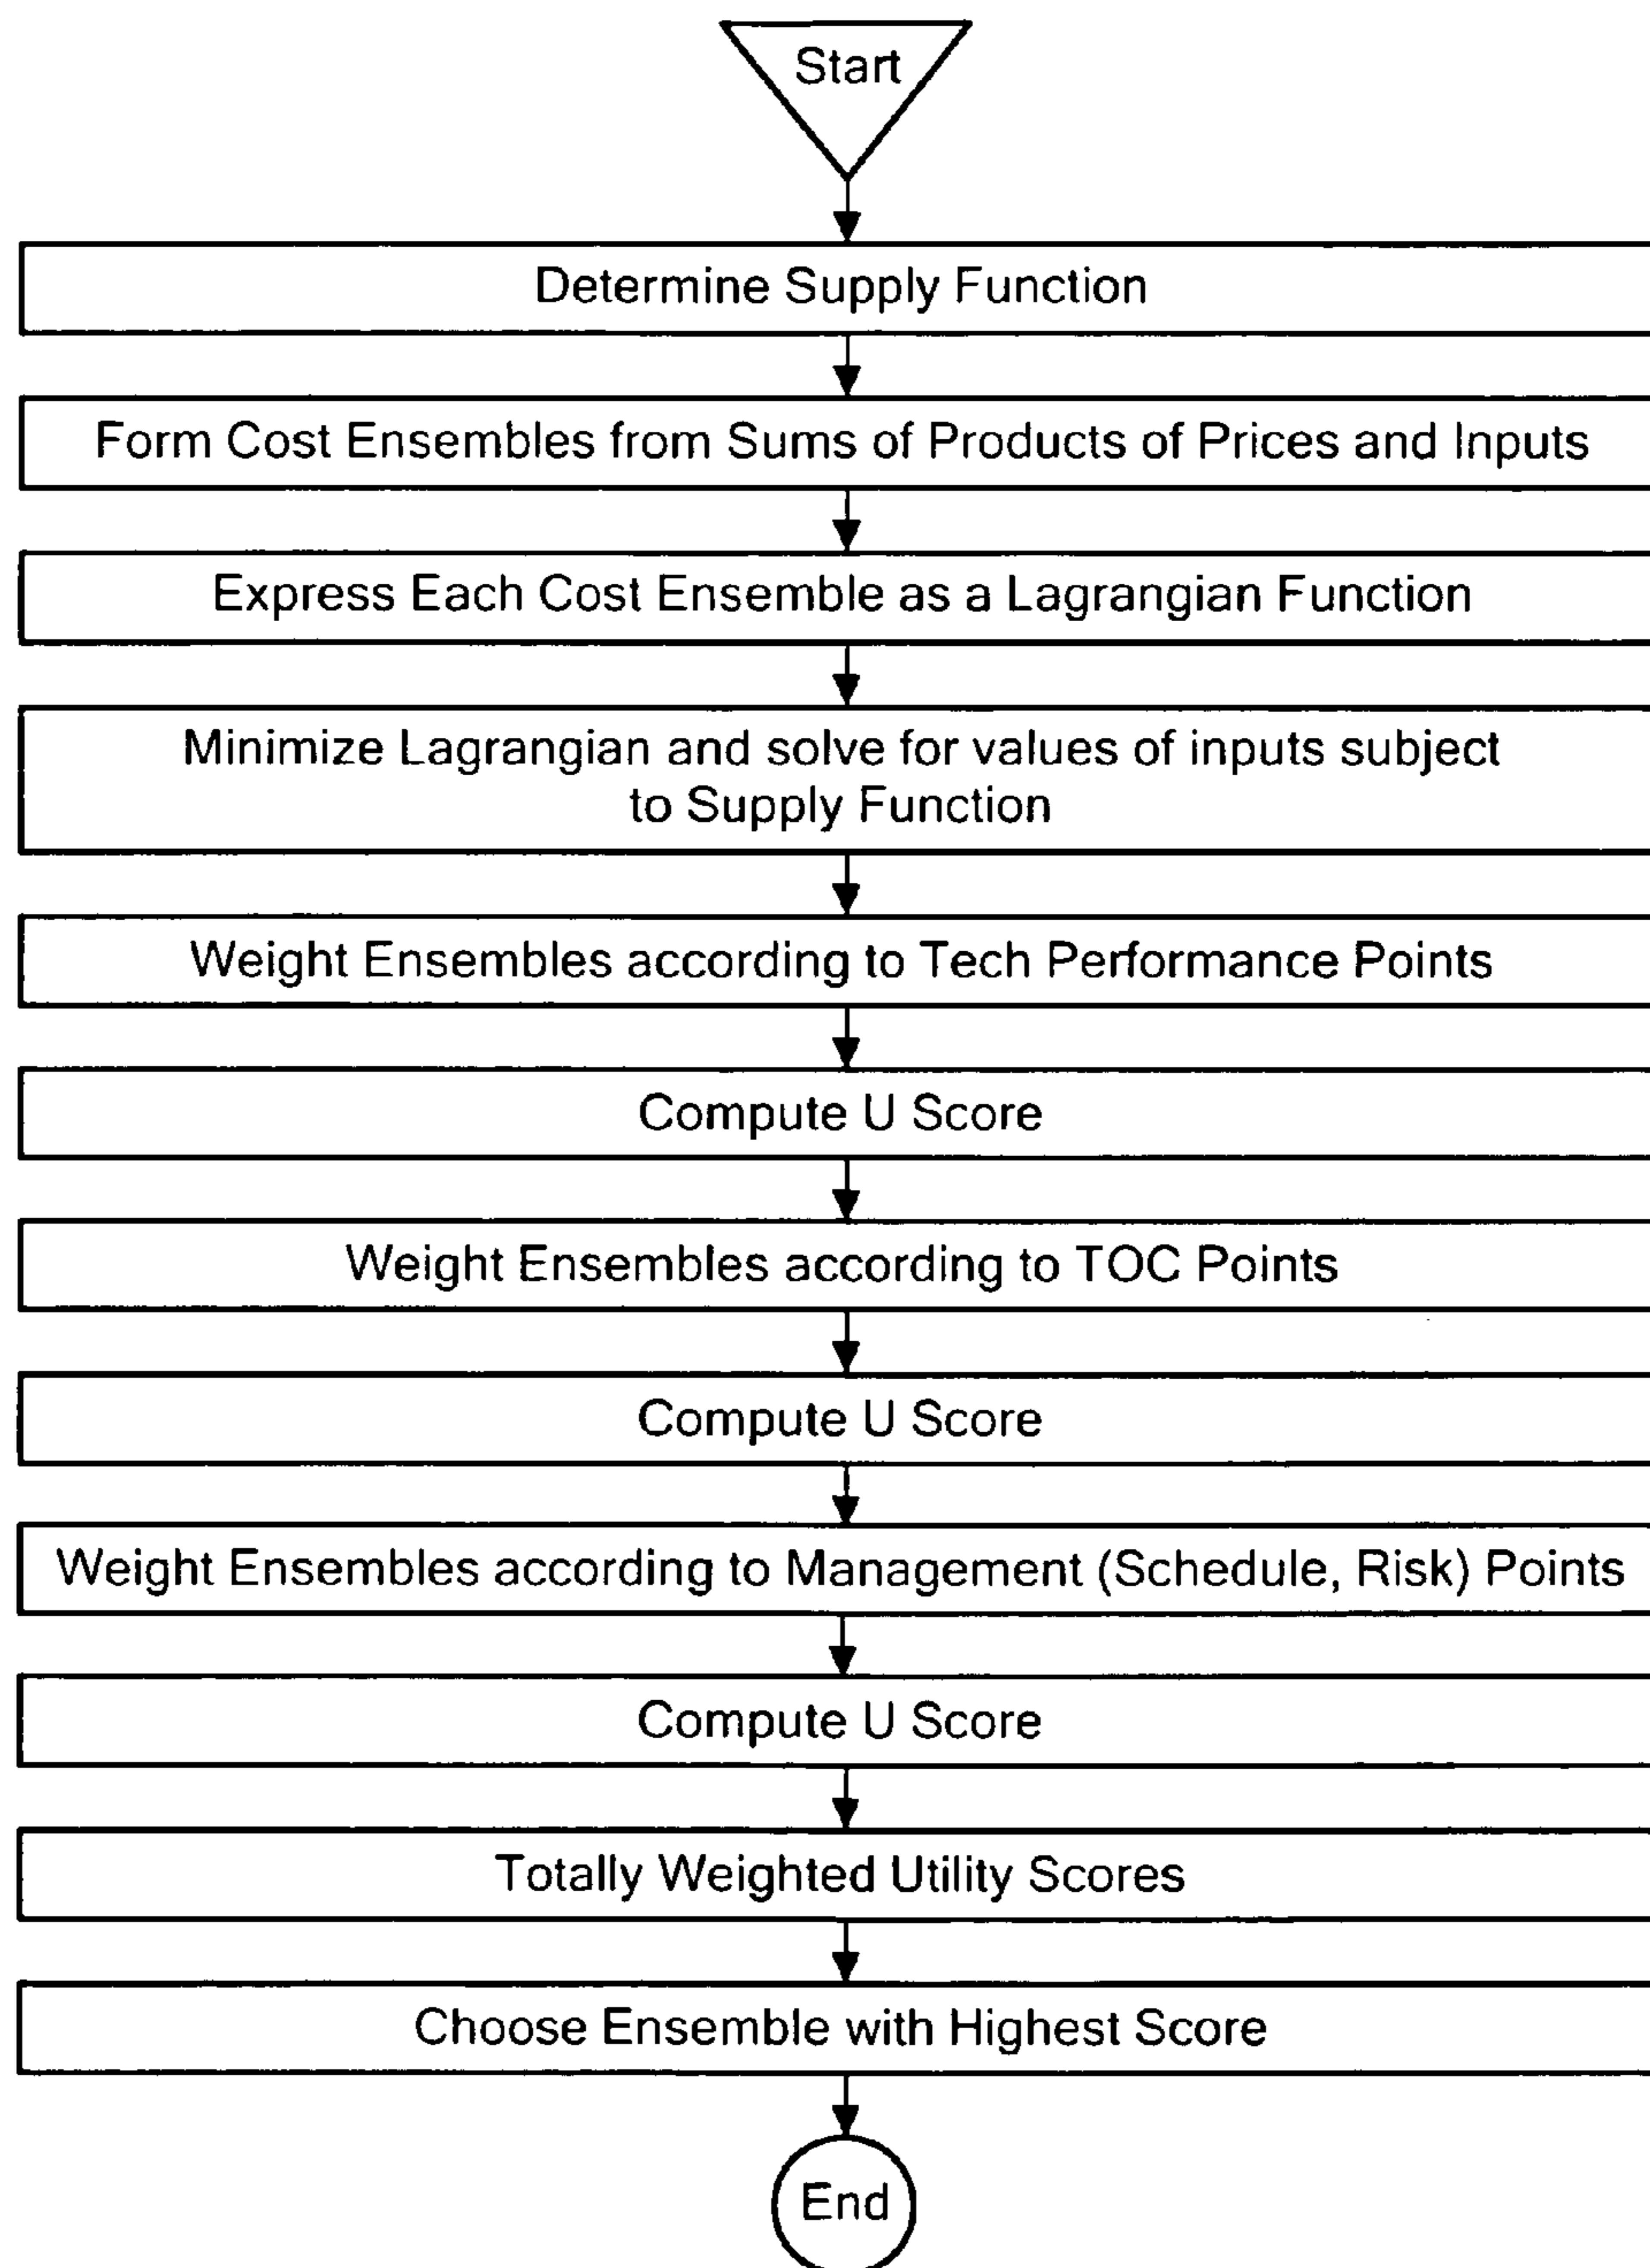 Start
Determine Supply Function
Form Cost Ensembles from Sums of Products of Prices and Inputs
Express Each Cost Ensemble as a Lagrangian Function
Minimize Lagrangian and solve for values of inputs subject
to Supply Function
Weight Ensembles according to Tech Performance Points
Compute U Score
Weight Ensembles according to TOC Points
Compute U Score
Weight Ensembles according to Management (Schedule, Risk) Points
Compute U Score
Totally Weighted Utility Scores
Choose Ensemble with Highest Score
End